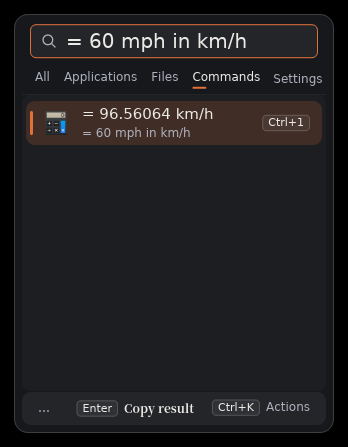 = 60 mph in km/h
All Applications Files Commands Settings
= 96.56064 km/h
= 60 mph in km/h
Ctrl+1
... Enter Copy result Ctrl+K Actions